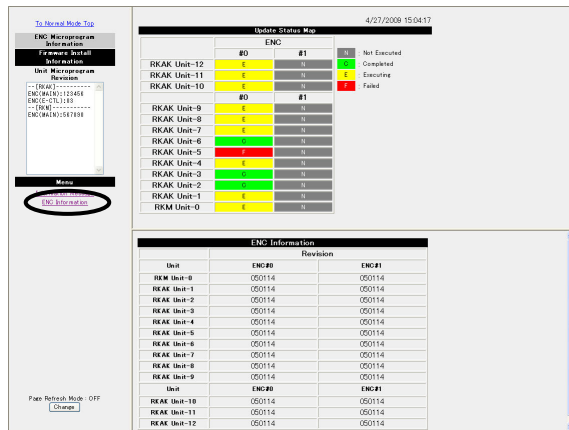 To Normal Mode Top
ENC Microprogram
Information
Firmware Install
Information
Unit Microprogram
Revision
--[RKAK]----------
ENC(MAIN):123456
ENC(E-CTL):03
--[RKM]-----------
ENC(MAIN):567890
Menu
ENC Information
Page Refresh Mode : OFF
Change
4/27/2009 15:04:17
Update Status Map
ENC
#0 #1
RKAK Unit-12 E N
RKAK Unit-11 E N
RKAK Unit-10 E N
#0 #1
RKAK Unit-9 E N
RKAK Unit-8 E N
RKAK Unit-7 E N
RKAK Unit-6 C N
RKAK Unit-5 F N
RKAK Unit-4 E N
RKAK Unit-3 C N
RKAK Unit-2 C N
RKAK Unit-1 E N
RKM Unit-0 E N
N : Not Executed
C : Completed
E : Executing
F : Failed
ENC Information
Revision
Unit ENC#0 ENC#1
RKM Unit-0 050114 050114
RKAK Unit-1 050114 050114
RKAK Unit-2 050114 050114
RKAK Unit-3 050114 050114
RKAK Unit-4 050114 050114
RKAK Unit-5 050114 050114
RKAK Unit-6 050114 050114
RKAK Unit-7 050114 050114
RKAK Unit-8 050114 050114
RKAK Unit-9 050114 050114
Unit ENC#0 ENC#1
RKAK Unit-10 050114 050114
RKAK Unit-11 050114 050114
RKAK Unit-12 050114 050114